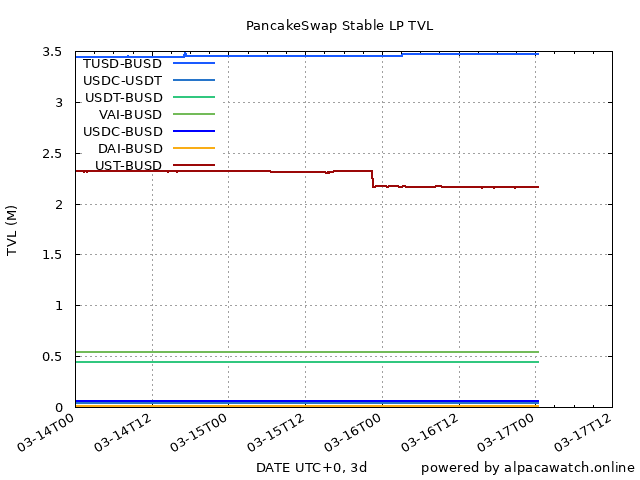 PancakeSwap Stable LP TVL
TVL (M)
3.5
3
2.5
2
1.5
1
0.5
0
TUSD-BUSD
USDC-USDT
USDT-BUSD
VAI-BUSD
USDC-BUSD
DAI-BUSD
UST-BUSD
03-14T00
03-14T12
03-15T00
03-15T12
03-16T00
03-16T12
03-17T00
03-17T12
DATE UTC+0, 3d
powered by alpacawatch.online